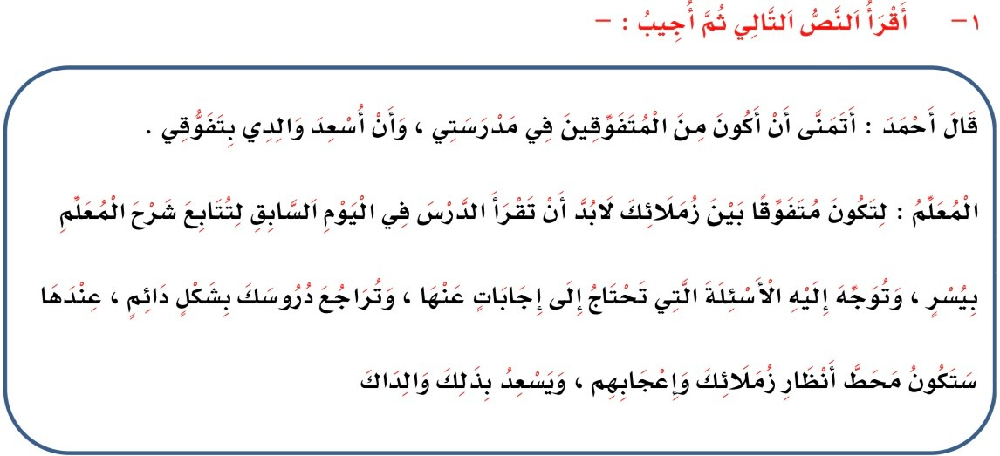 ١- أَقْرَأُ اَلنَّصُّ اَلتَّالِي ثُمَّ أُجِيبُ : -
قَالَ أَحْمَدَ : أَتَمَنَّى أَنْ أَكُونَ مِنَ الْمُتَفَوِّقِينَ فِي مَدْرَسَتِي ، وَأَنْ أُسْعِدَ وَالِدِي بِتَفَوُّقِي .
الْمُعَلِّمُ : لِتَكُونَ مُتَفَوِّقًا بَيْنَ زُمَلَائِكَ لَابُدَّ أَنْ تَقْرَأَ الدَّرْسَ فِي الْيَوْمِ اَلسَّابِقِ لِتُتَابِعَ شَرْحَ الْمُعَلِّمِ
بِيُسْرٍ ، وَتُوَجِّهَ إِلَيْهِ الْأَسْئِلَةَ الَّتِي تَحْتَاجُ إِلَى إِجَابَاتٍ عَنْهَا ، وَتُرَاجُعَ دُرُوسَكَ بِشَكْلٍ دَائِمٍ ، عِنْدَهَا
سَتَكُونُ مَحَطَّ أَنْظَارِ زُمَلَائِكَ وَإِعْجَابِهِم ، وَيَسْعِدُ بِذَلِكَ وَالِدَاكَ